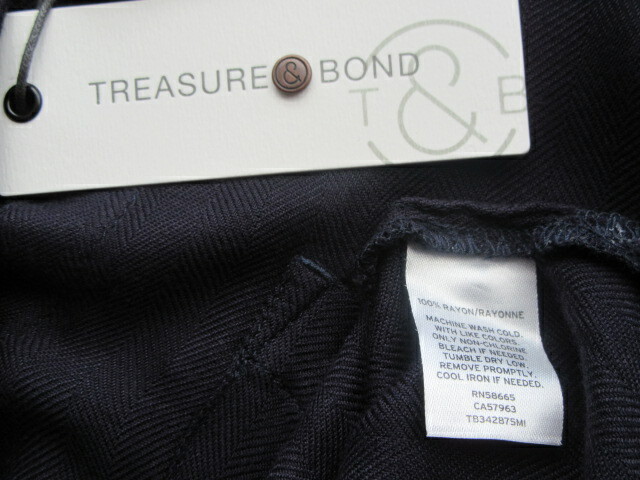 TREASURE & BOND
T & B
100% RAYON/RAYONNE
MACHINE WASH COLD.
WITH LIKE COLORS.
ONLY NON-CHLORINE
BLEACH IF NEEDED.
TUMBLE DRY LOW.
REMOVE PROMPTLY.
COOL IRON IF NEEDED.
RN58665
CA57963
TB342875MI